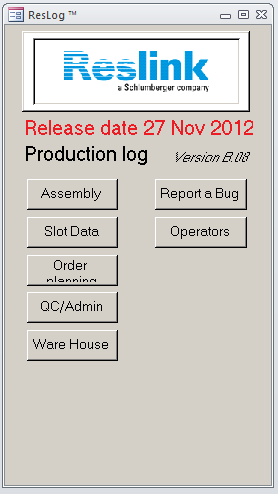 ResLog ™
Reslink
a Schlumberger company
Release date 27 Nov 2012
Production log Version B.08
Assembly Report a Bug
Slot Data Operators
Order
planning
QC/Admin
Ware House